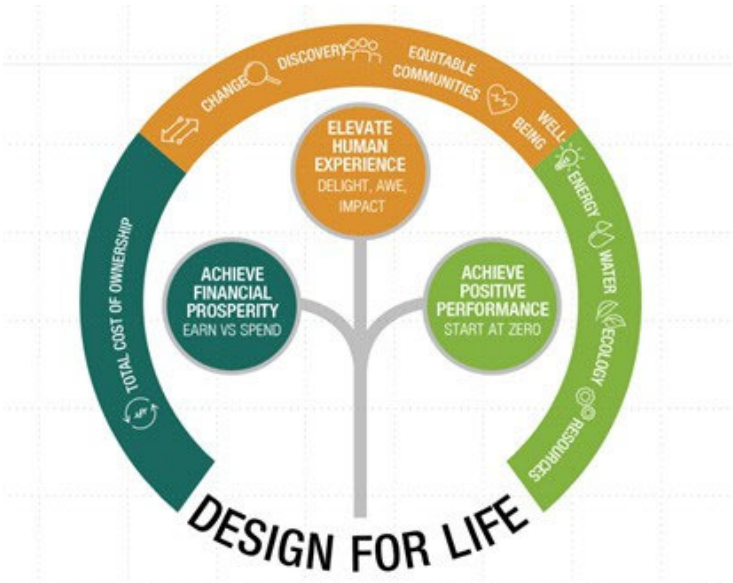 CHANGE
DISCOVERY
EQUITABLE
COMMUNITIES
WELL-
BEING
ELEVATE
HUMAN
EXPERIENCE
DELIGHT, AWE,
IMPACT
TOTAL COST OF OWNERSHIP
ACHIEVE
FINANCIAL
PROSPERITY
EARN VS SPEND
ACHIEVE
POSITIVE
PERFORMANCE
START AT ZERO
ENERGY
WATER
ECOLOGY
RESOURCES
DESIGN FOR LIFE